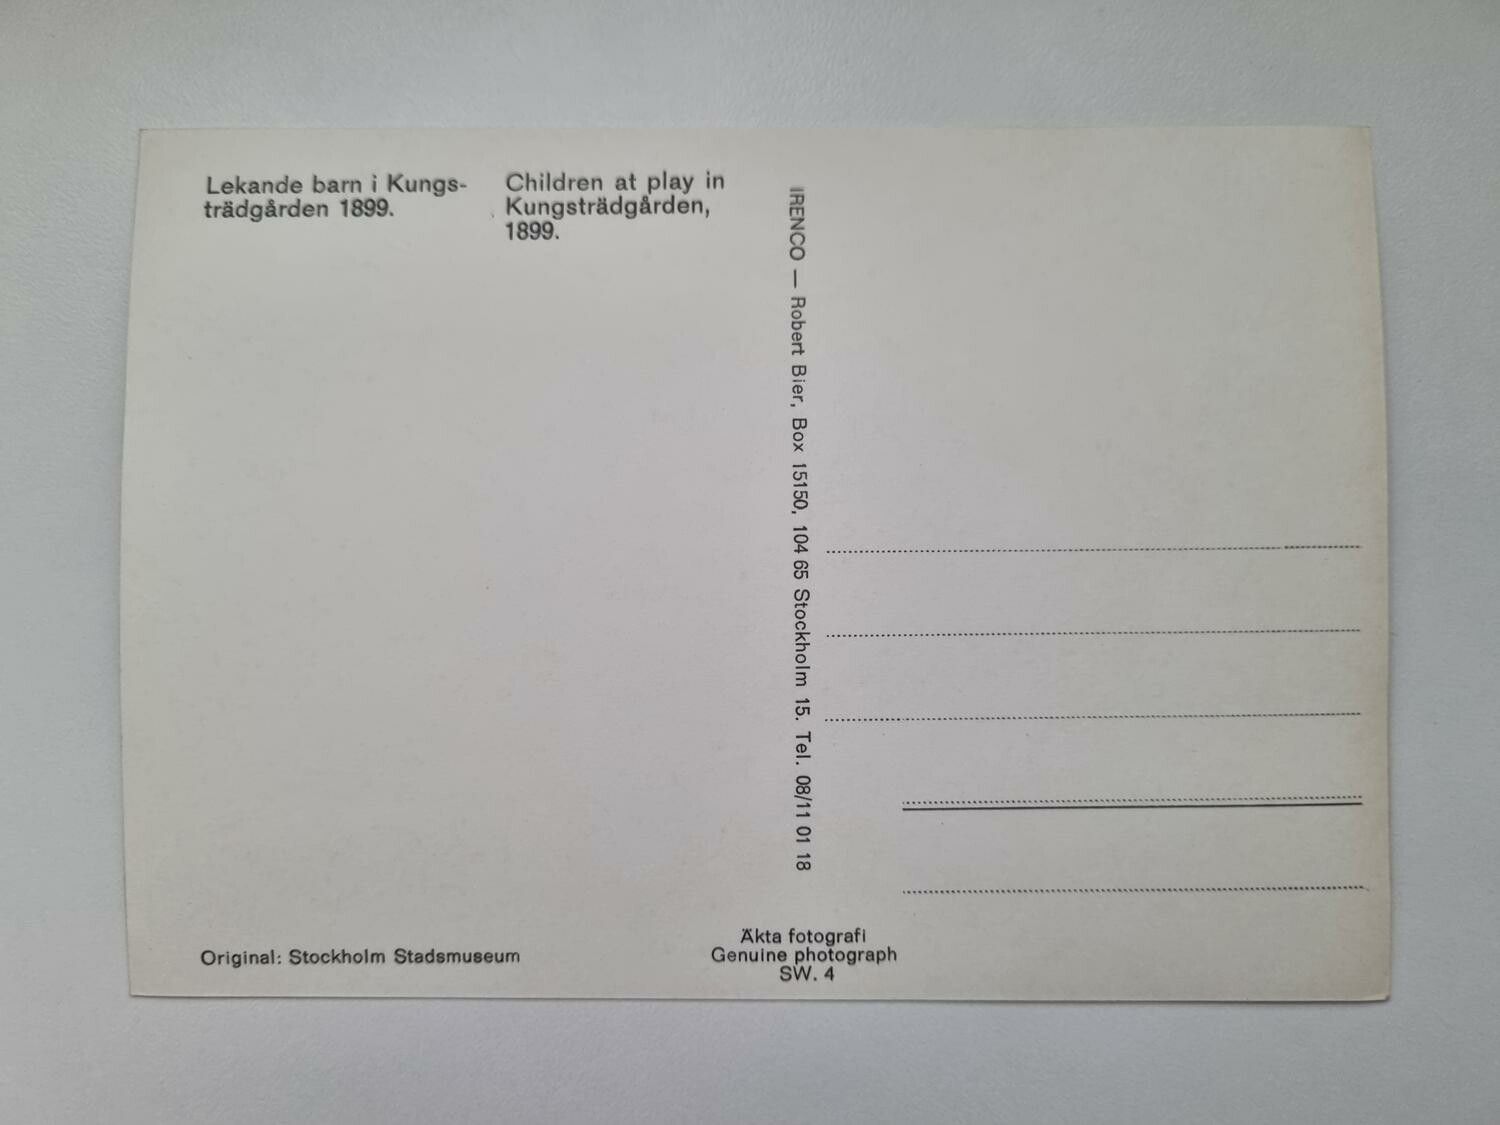 Lekande barn i Kungs-
trädgården 1899.
Children at play in
Kungsträdgården,
1899.
IRENCO — Robert Bier, Box 15150, 104 65 Stockholm 15. Tel. 08/11 01 18
Original: Stockholm Stadsmuseum
Äkta fotografi
Genuine photograph
SW. 4